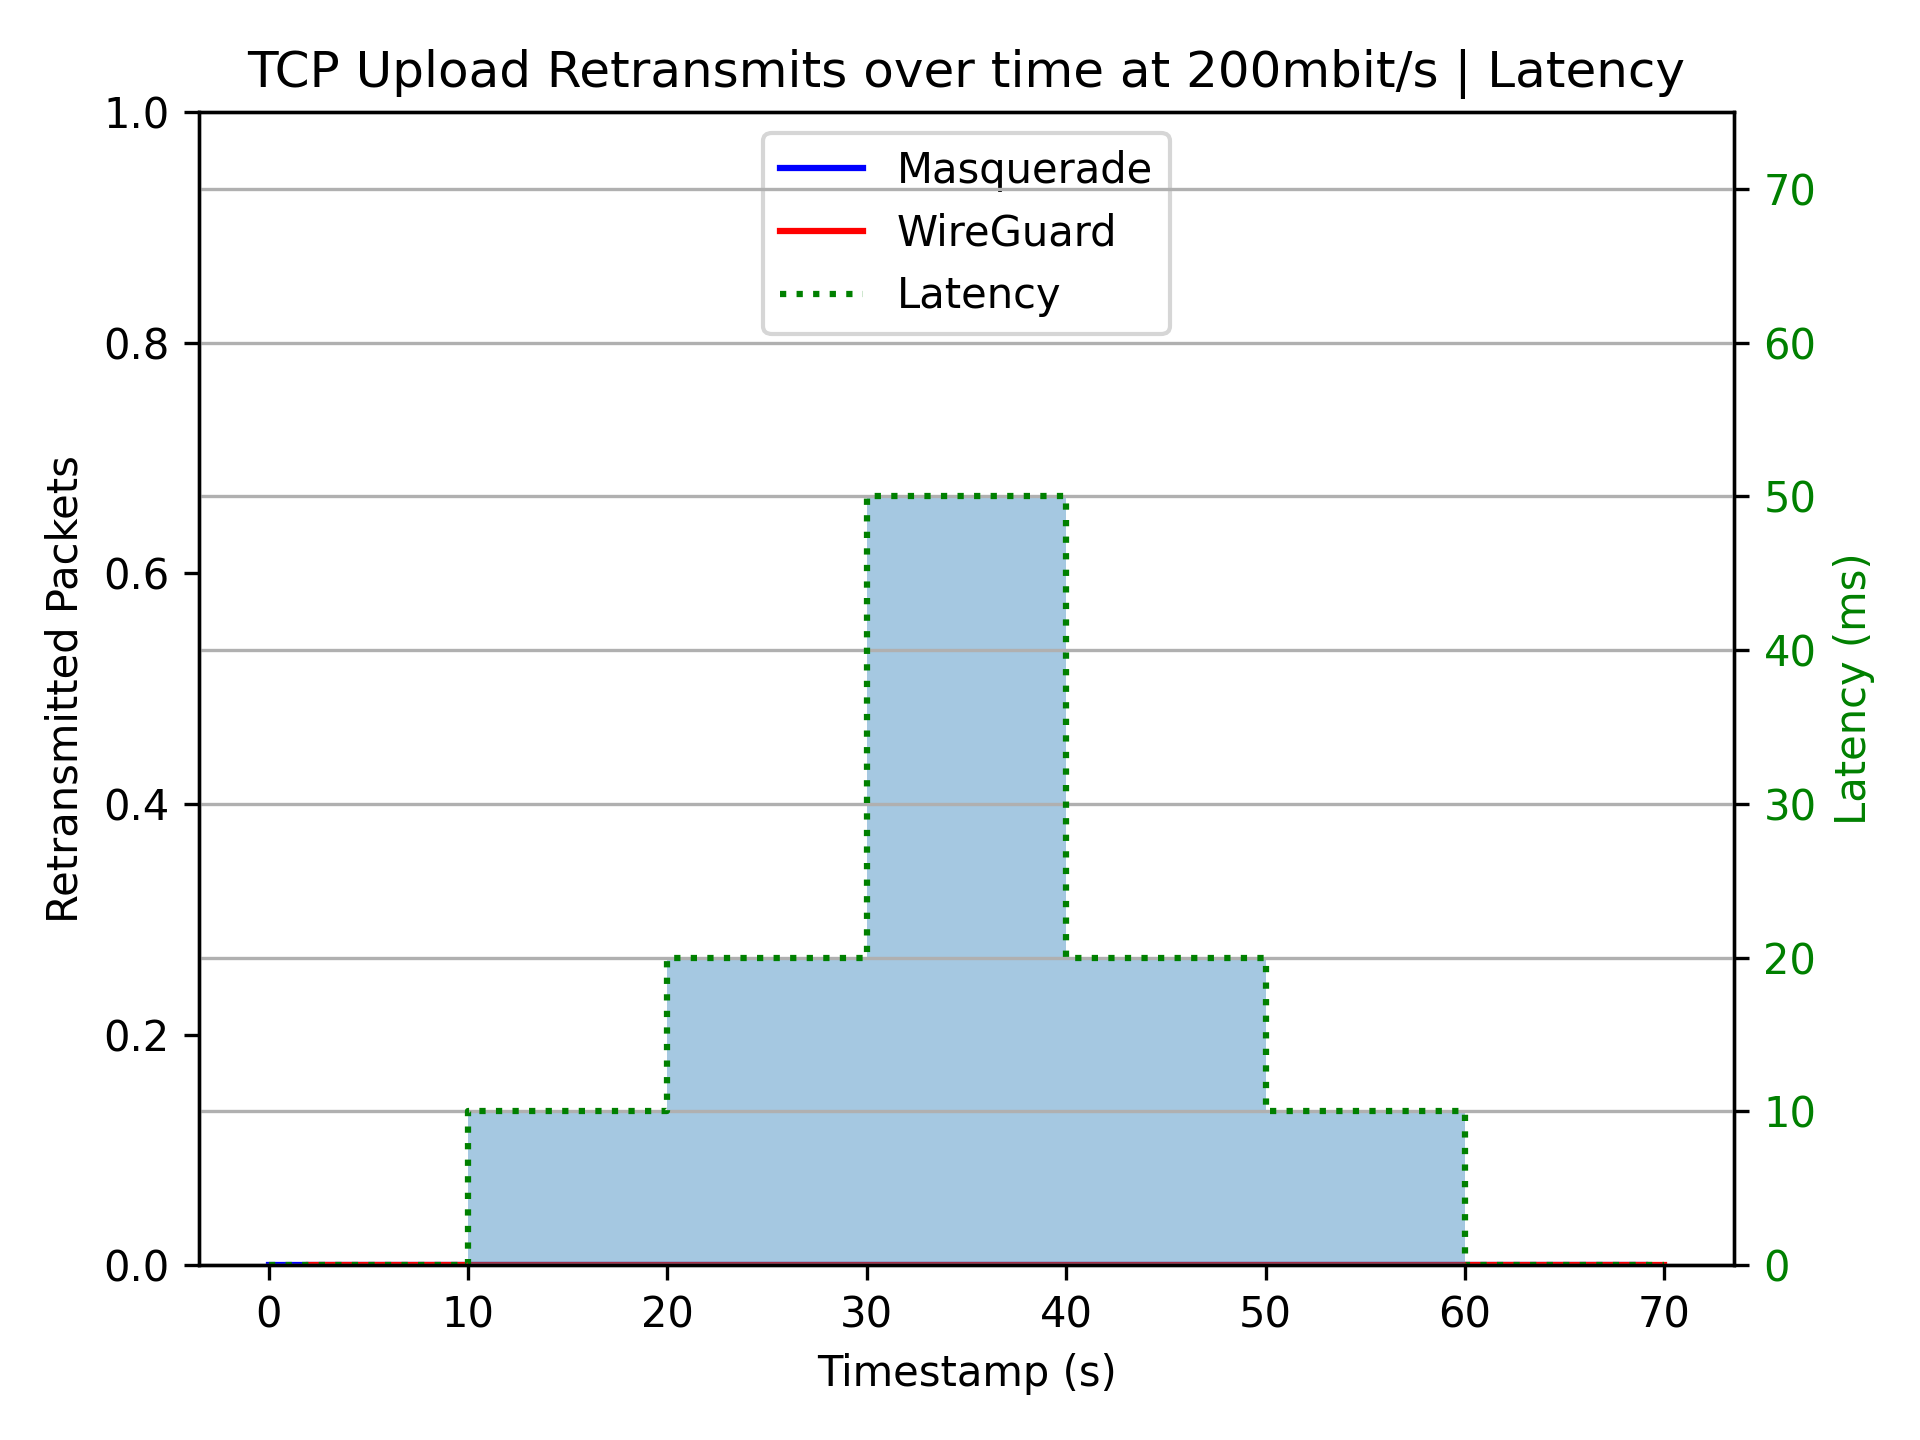 TCP Upload Retransmits over time at 200mbit/s | Latency
Masquerade
WireGuard
Latency
Retransmitted Packets
1.0
0.8
0.6
0.4
0.2
0.0
70
60
50
40
30
20
10
0
Latency (ms)
0 10 20 30 40 50 60 70
Timestamp (s)